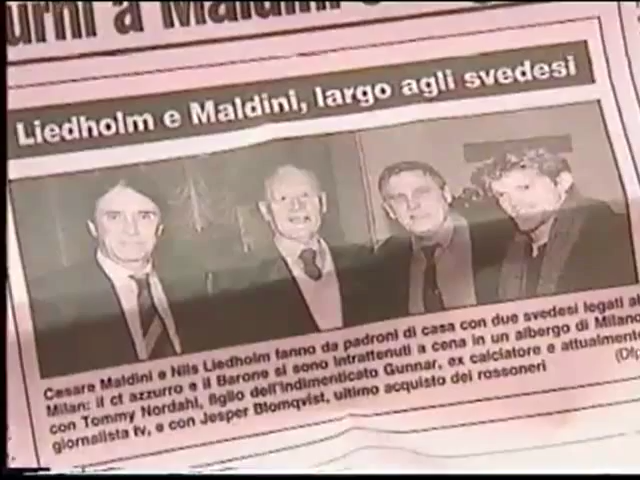 urni a Maldini
Liedholm e Maldini, largo agli svedesi
Cesare Maldini e Nils Liedholm fanno da padroni di casa con due svedesi legati al
Milan: il ct azzurro e il Barone si sono intrattenuti a cena in un albergo di Milano
con Tommy Nordahl, figlio dell'indimenticato Gunnar, ex calciatore e attualmente
giornalista tv, e con Jesper Blomqvist, ultimo acquisto dei rossoneri